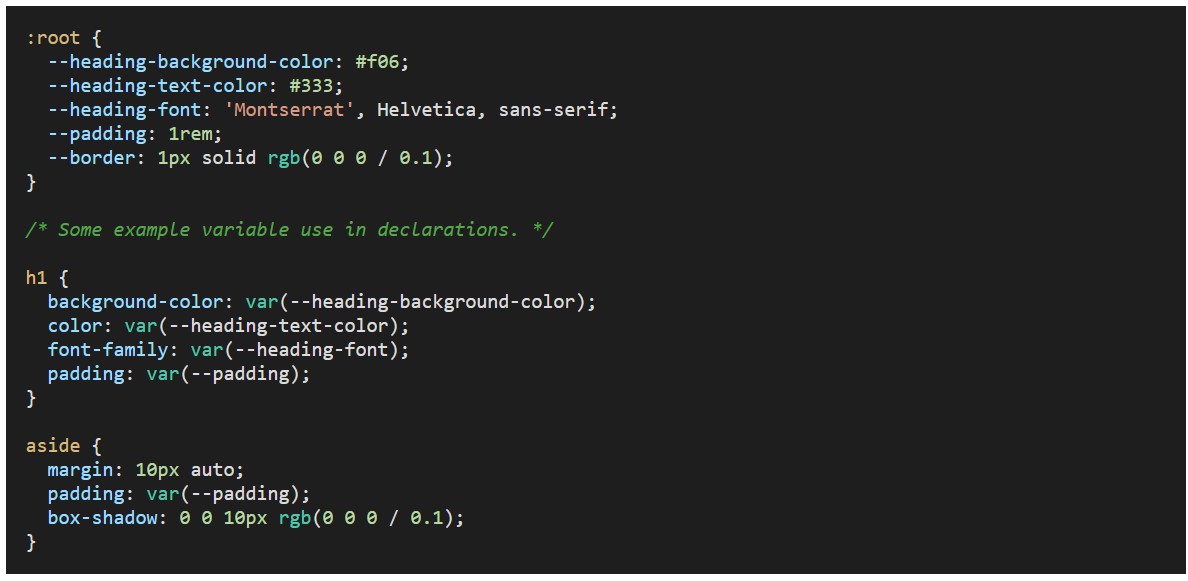 :root {
  --heading-background-color: #f06;
  --heading-text-color: #333;
  --heading-font: 'Montserrat', Helvetica, sans-serif;
  --padding: 1rem;
  --border: 1px solid rgb(0 0 0 / 0.1);
}

/* Some example variable use in declarations. */

h1 {
  background-color: var(--heading-background-color);
  color: var(--heading-text-color);
  font-family: var(--heading-font);
  padding: var(--padding);
}

aside {
  margin: 10px auto;
  padding: var(--padding);
  box-shadow: 0 0 10px rgb(0 0 0 / 0.1);
}